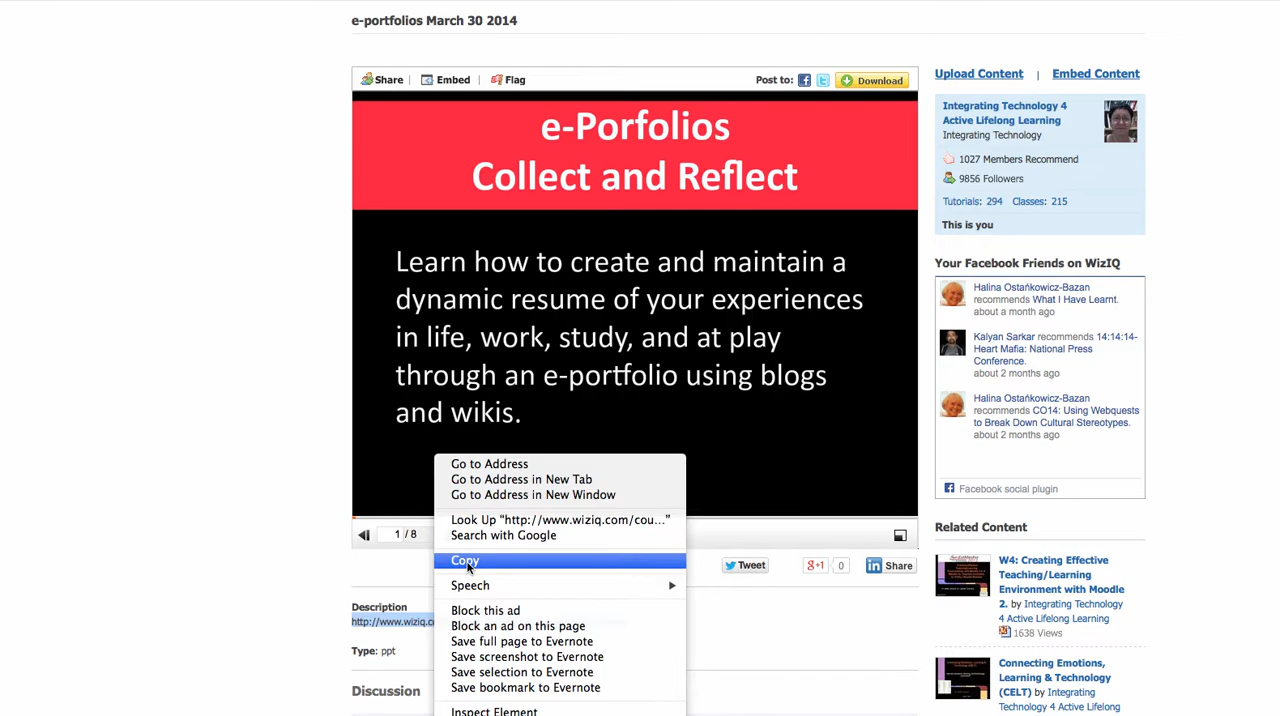 e-portfolios March 30 2014
Share | Embed | Flag
Post to: Download
e-Porfolios
Collect and Reflect
Learn how to create and maintain a
dynamic resume of your experiences
in life, work, study, and at play
through an e-portfolio using blogs
and wikis.
1 / 8
Go to Address
Go to Address in New Tab
Go to Address in New Window
Look Up "http://www.wiziq.com/cou…"
Search with Google
Copy
Speech
Block this ad
Block an ad on this page
Save full page to Evernote
Save screenshot to Evernote
Save selection to Evernote
Save bookmark to Evernote
Inspect Element
Tweet
g+1 0
in Share
Description
http://www.wiziq.c
Type: ppt
Discussion
Upload Content | Embed Content
Integrating Technology 4
Active Lifelong Learning
Integrating Technology
1027 Members Recommend
9856 Followers
Tutorials: 294 Classes: 215
This is you
Your Facebook Friends on WizIQ
Halina Ostańkowicz-Bazan
recommends What I Have Learnt.
about a month ago
Kalyan Sarkar recommends 14:14:14-
Heart Mafia: National Press
Conference.
about 2 months ago
Halina Ostańkowicz-Bazan
recommends CO14: Using Webquests
to Break Down Cultural Stereotypes.
about 2 months ago
Facebook social plugin
Related Content
W4: Creating Effective
Teaching/Learning
Environment with Moodle
2. by Integrating Technology
4 Active Lifelong Learning
1638 Views
Connecting Emotions,
Learning & Technology
(CELT) by Integrating
Technology 4 Active Lifelong